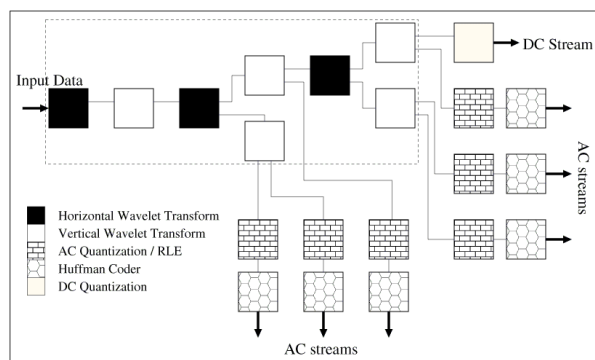 DC Stream
Input Data
AC streams
Horizontal Wavelet Transform
Vertical Wavelet Transform
AC Quantization / RLE
Huffman Coder
DC Quantization
AC streams